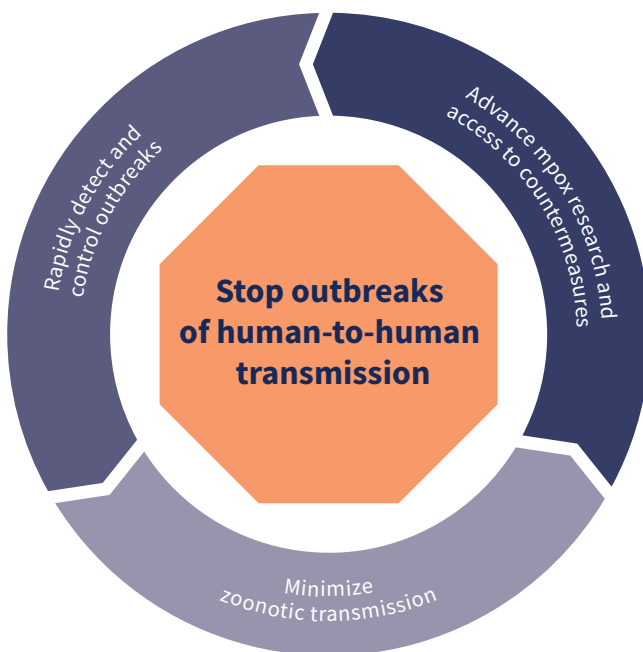 Rapidly detect and
control outbreaks
Advance mpox research and
access to countermeasures
Stop outbreaks
of human-to-human
transmission
Minimize
zoonotic transmission